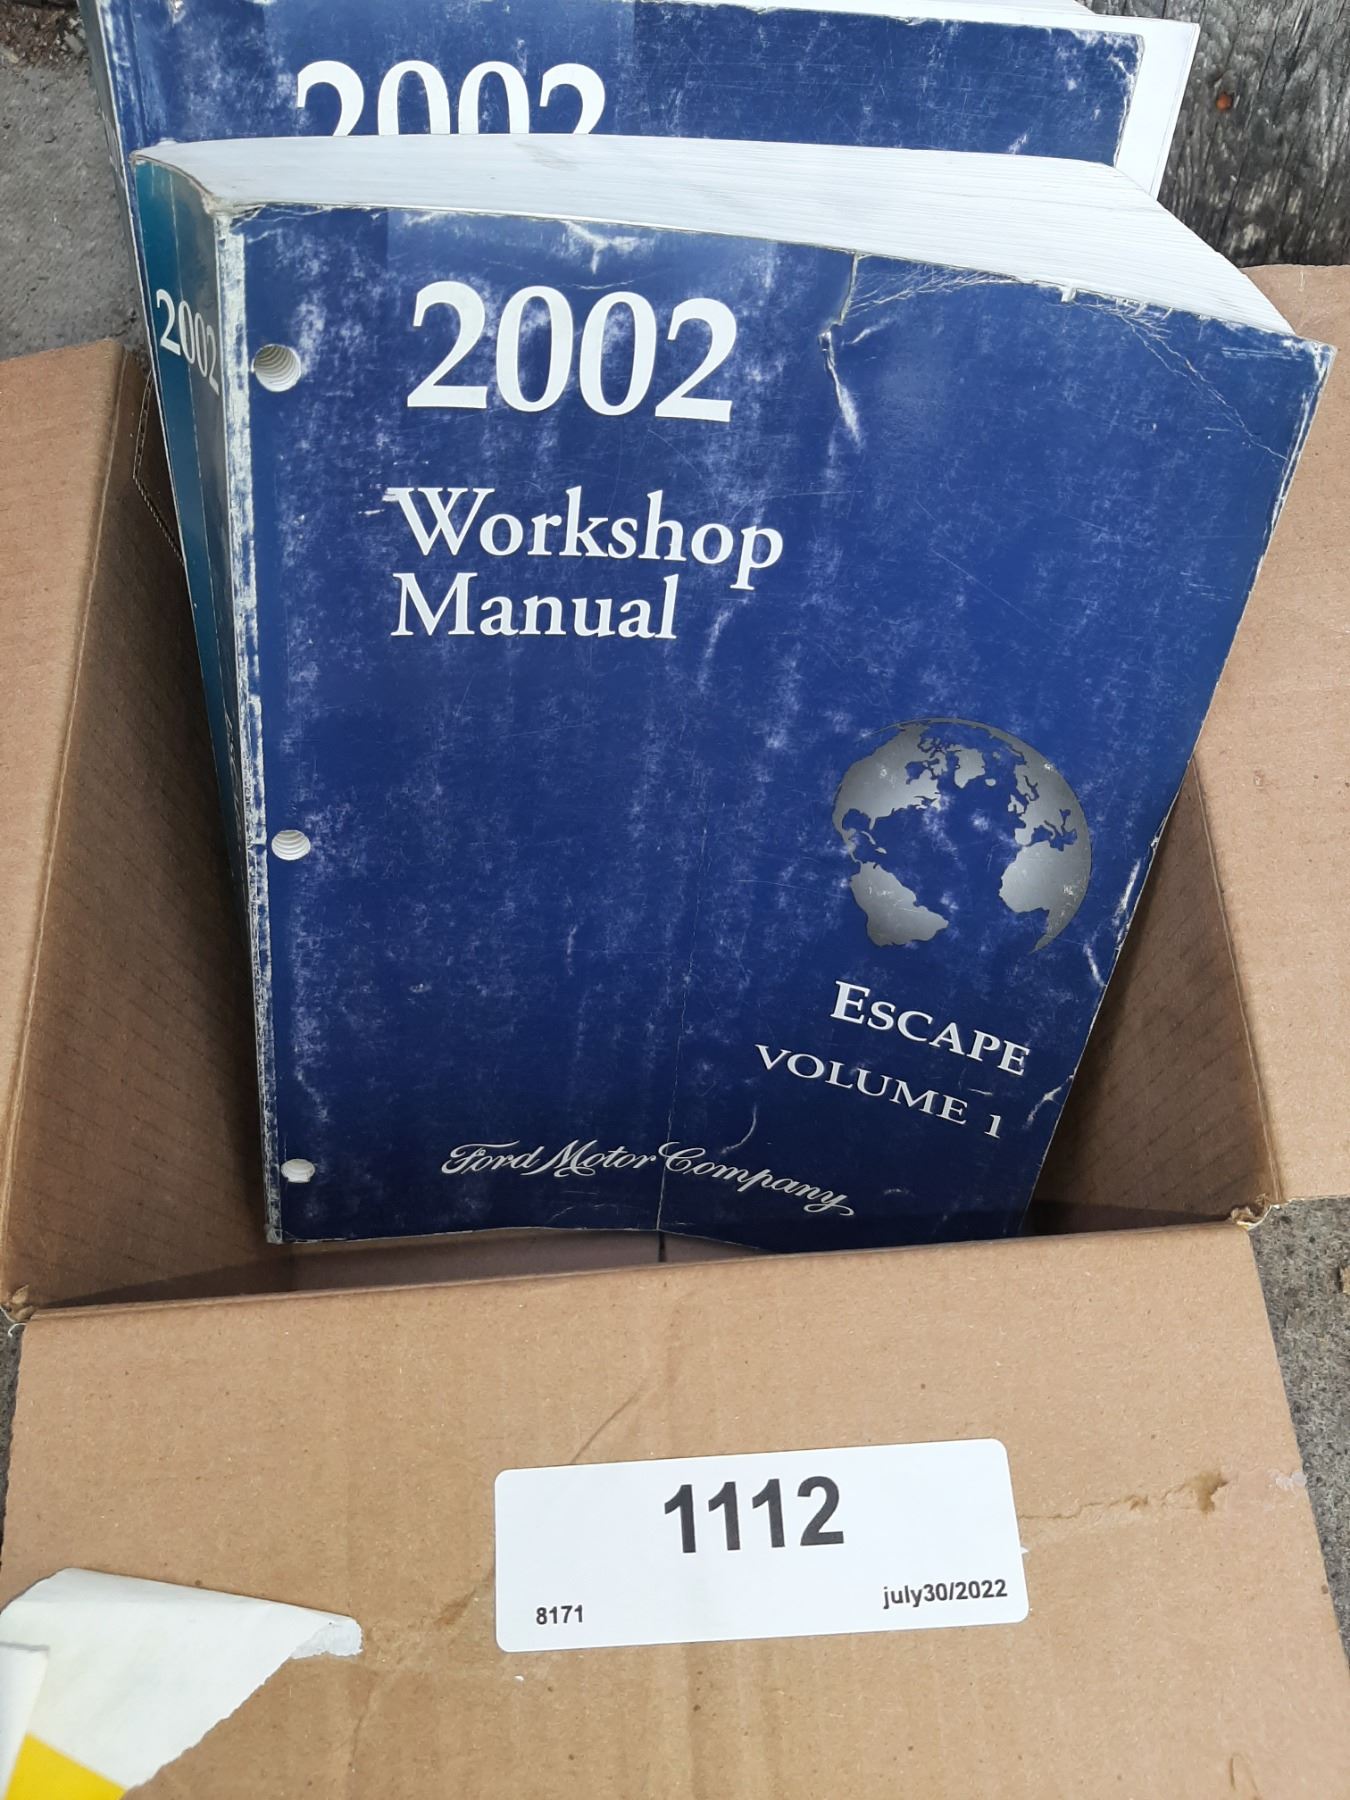 2002
2002
2002
Workshop
Manual
ESCAPE
VOLUME 1
Ford Motor Company
1112
8171
july30/2022